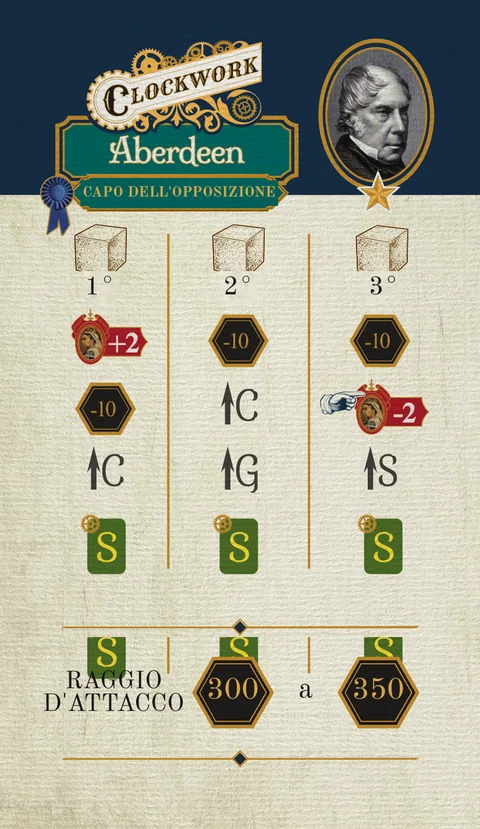 CLOCKWORK
Aberdeen
CAPO DELL'OPPOSIZIONE
1° 2° 3°
+2 -10 -10
-10 C -2
C G S
S S S
S S S
RAGGIO
D'ATTACCO 300 a 350